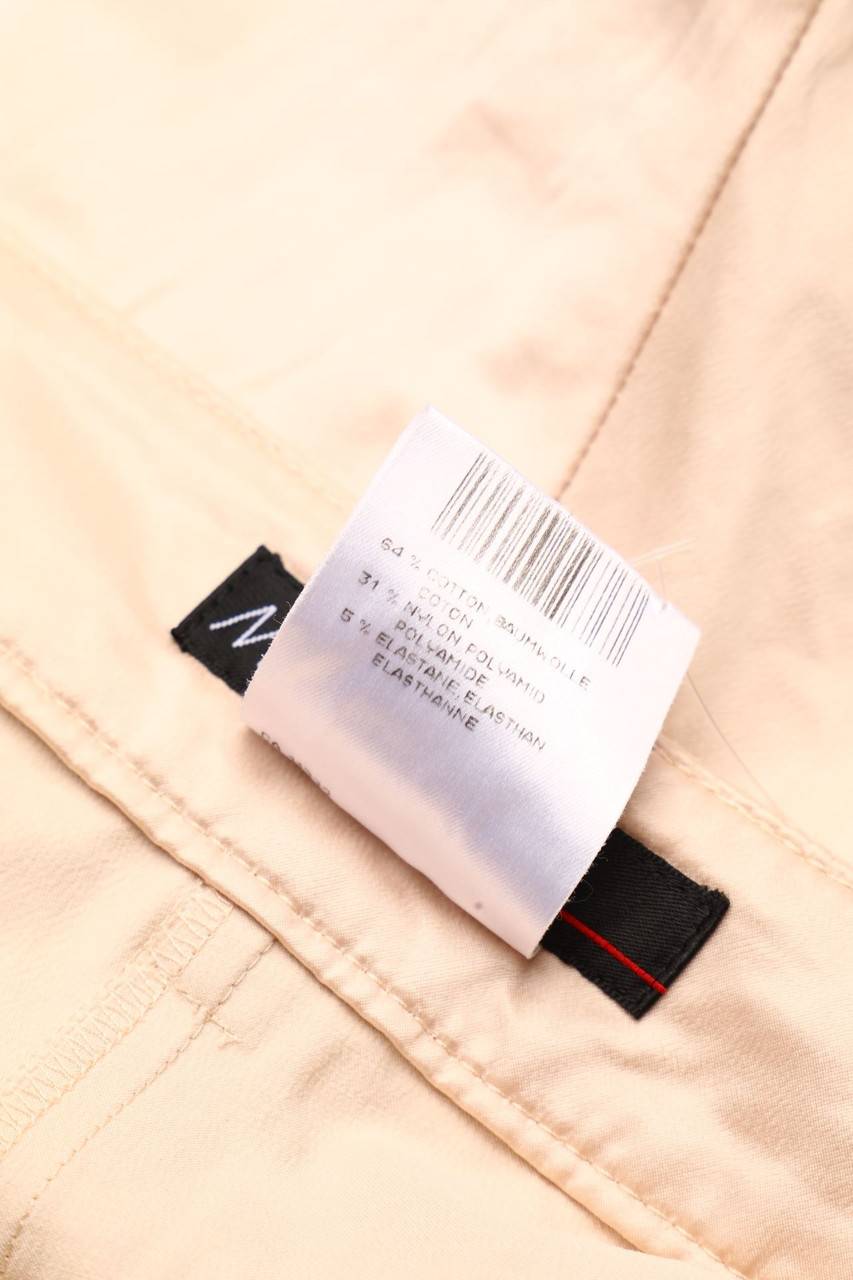 64 % COTTON, BAUMWOLLE
COTON
31 % NYLON POLYAMID
POLYAMIDE
5 % ELASTANE, ELASTHAN
ELASTHANNE